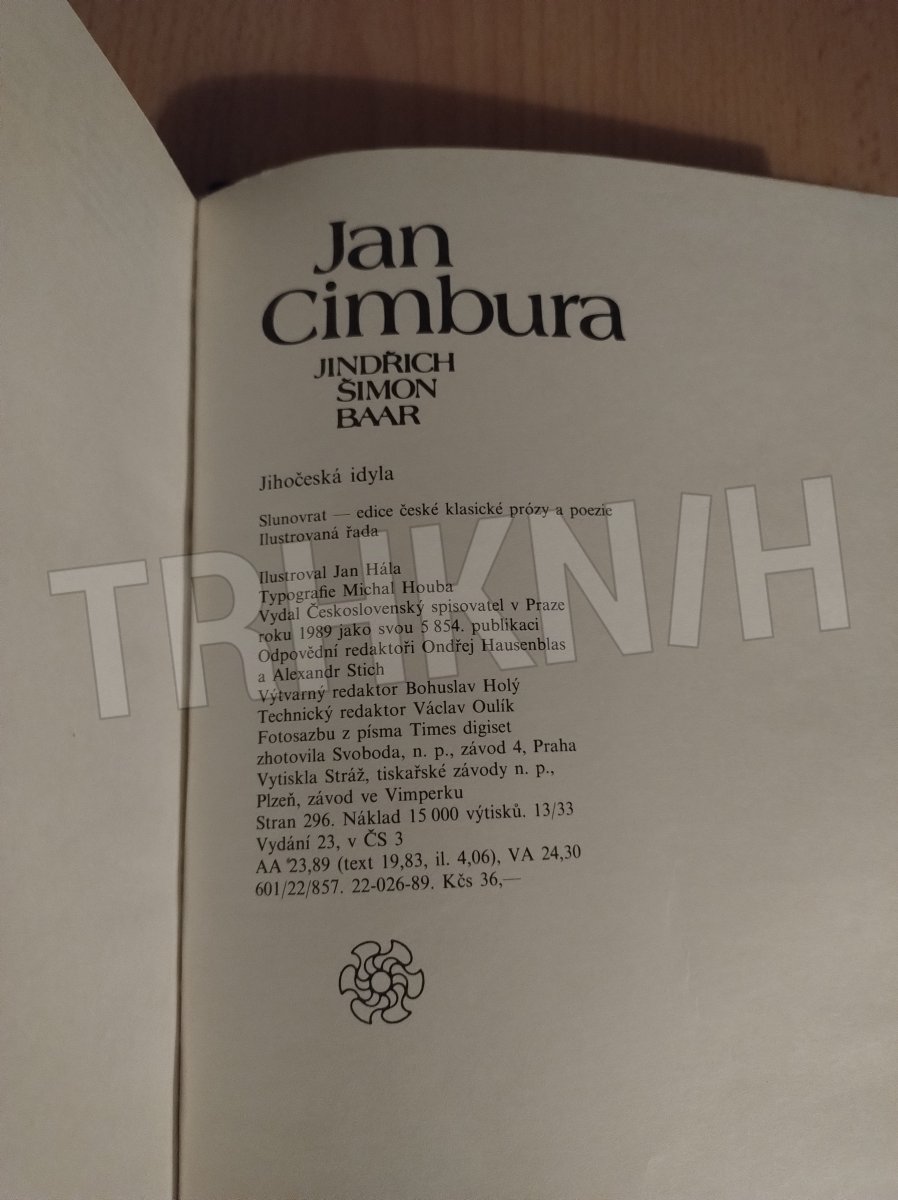 Jan
Cimbura
JINDŘICH
ŠIMON
BAAR
Jihočeská idyla
Slunovrat — edice české klasické prózy a poezie
Ilustrovaná řada
Ilustroval Jan Hála
Typografie Michal Houba
Vydal Československý spisovatel v Praze
roku 1989 jako svou 5 854. publikaci
Odpovědní redaktoři Ondřej Hausenblas
a Alexandr Stich
Výtvarný redaktor Bohuslav Holý
Technický redaktor Václav Oulík
Fotosazbu z písma Times digiset
zhotovila Svoboda, n. p., závod 4, Praha
Vytiskla Stráž, tiskařské závody n. p.,
Plzeň, závod ve Vimperku
Stran 296. Náklad 15 000 výtisků. 13/33
Vydání 23, v ČS 3
AA 23,89 (text 19,83, il. 4,06), VA 24,30
601/22/857. 22-026-89. Kčs 36,—
TRHKNIH